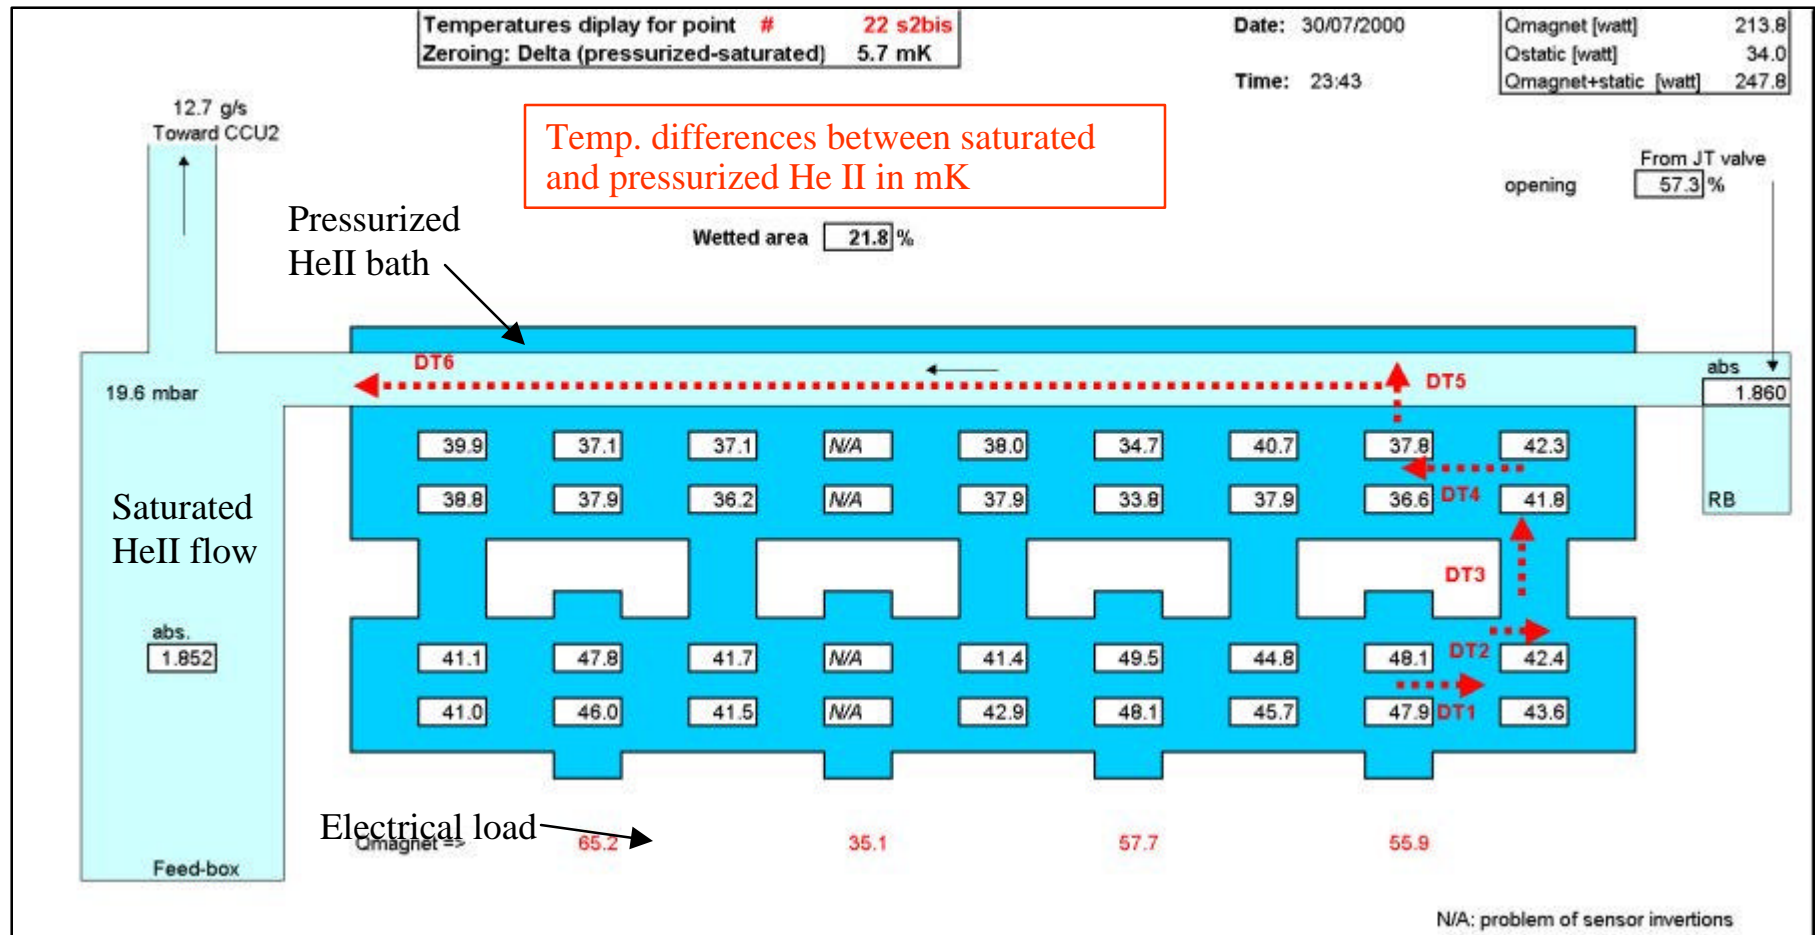 Temperatures diplay for point # 22 s2bis
Zeroing: Delta (pressurized-saturated) 5.7 mK
Date: 30/07/2000
Time: 23:43
Qmagnet [watt] 213.8
Qstatic [watt] 34.0
Qmagnet+static [watt] 247.8
12.7 g/s
Toward CCU2
Temp. differences between saturated
and pressurized He II in mK
From JT valve
opening 57.3 %
Pressurized
HeII bath
Wetted area 21.8 %
DT6
DT5
abs
1.860
19.6 mbar
39.9 37.1 37.1 N/A 38.0 34.7 40.7 37.8 42.3
DT4
38.8 37.9 36.2 N/A 37.9 33.8 37.9 36.6 41.8
RB
Saturated
HeII flow
DT3
abs.
1.852
DT2
41.1 47.8 41.7 N/A 41.4 49.5 44.8 48.1 42.4
41.0 46.0 41.5 N/A 42.9 48.1 45.7 47.9 43.6
DT1
Electrical load
Qmagnet => 65.2 35.1 57.7 55.9
Feed-box
N/A: problem of sensor invertions